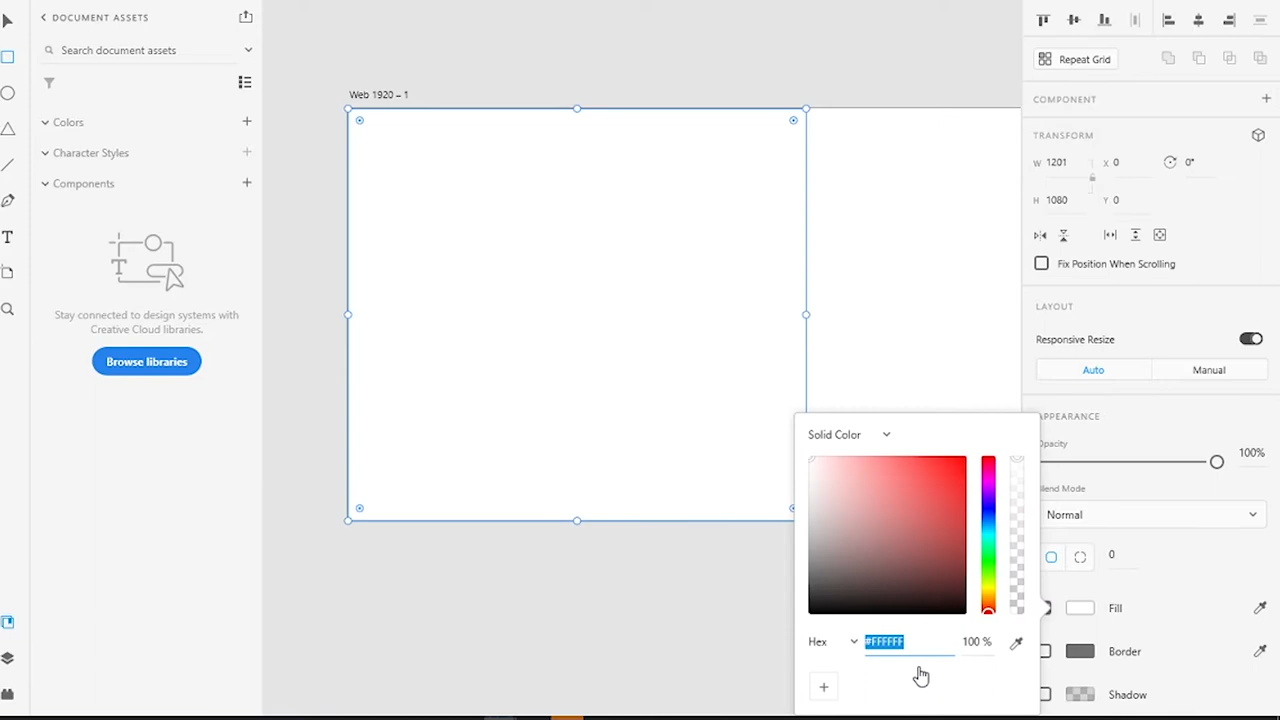 DOCUMENT ASSETS
Search document assets
Colors
Character Styles
Components
Stay connected to design systems with
Creative Cloud libraries.
Browse libraries
T
Web 1920 – 1
Solid Color
Hex
#FFFFFF
100 %
Repeat Grid
COMPONENT
TRANSFORM
W 1201 X 0 0°
H 1080 Y 0
Fix Position When Scrolling
LAYOUT
Responsive Resize
Auto
Manual
APPEARANCE
Opacity
100%
Blend Mode
Normal
0
Fill
Border
Shadow